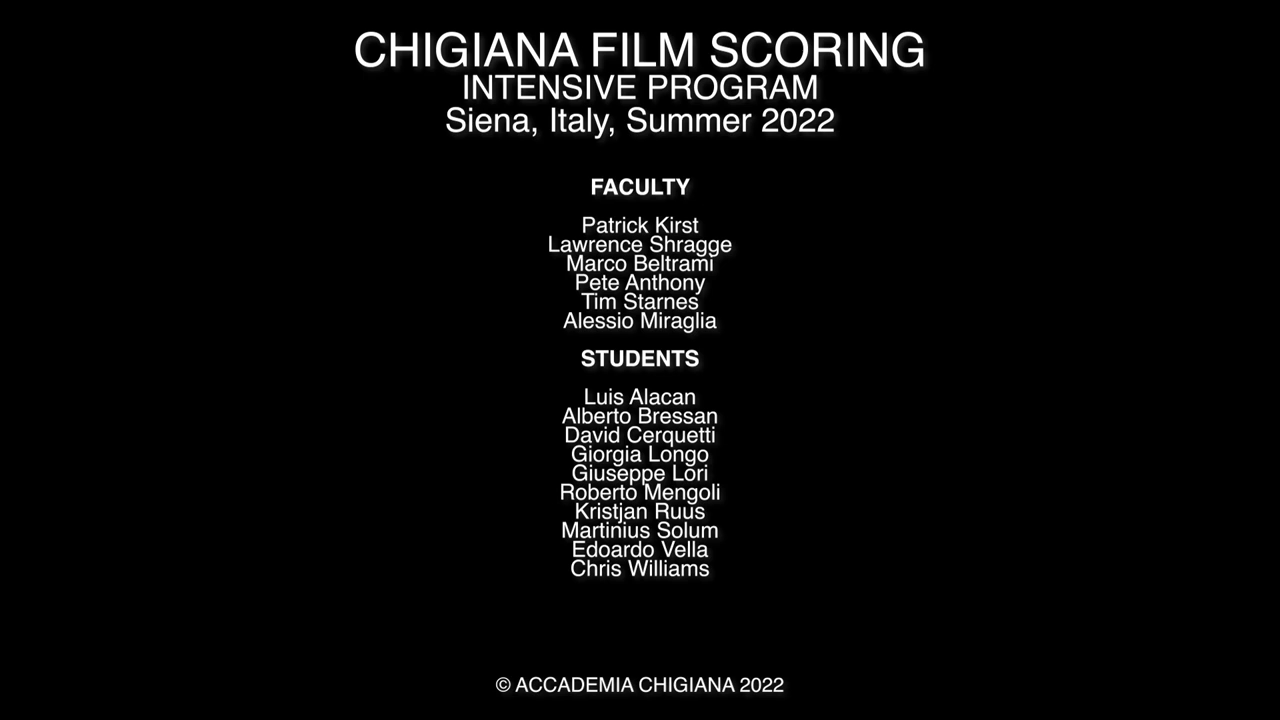 CHIGIANA FILM SCORING
INTENSIVE PROGRAM
Siena, Italy, Summer 2022
FACULTY
Patrick Kirst
Lawrence Shragge
Marco Beltrami
Pete Anthony
Tim Starnes
Alessio Miraglia
STUDENTS
Luis Alacan
Alberto Bressan
David Cerquetti
Giorgia Longo
Giuseppe Lori
Roberto Mengoli
Kristjan Ruus
Martinius Solum
Edoardo Vella
Chris Williams
© ACCADEMIA CHIGIANA 2022